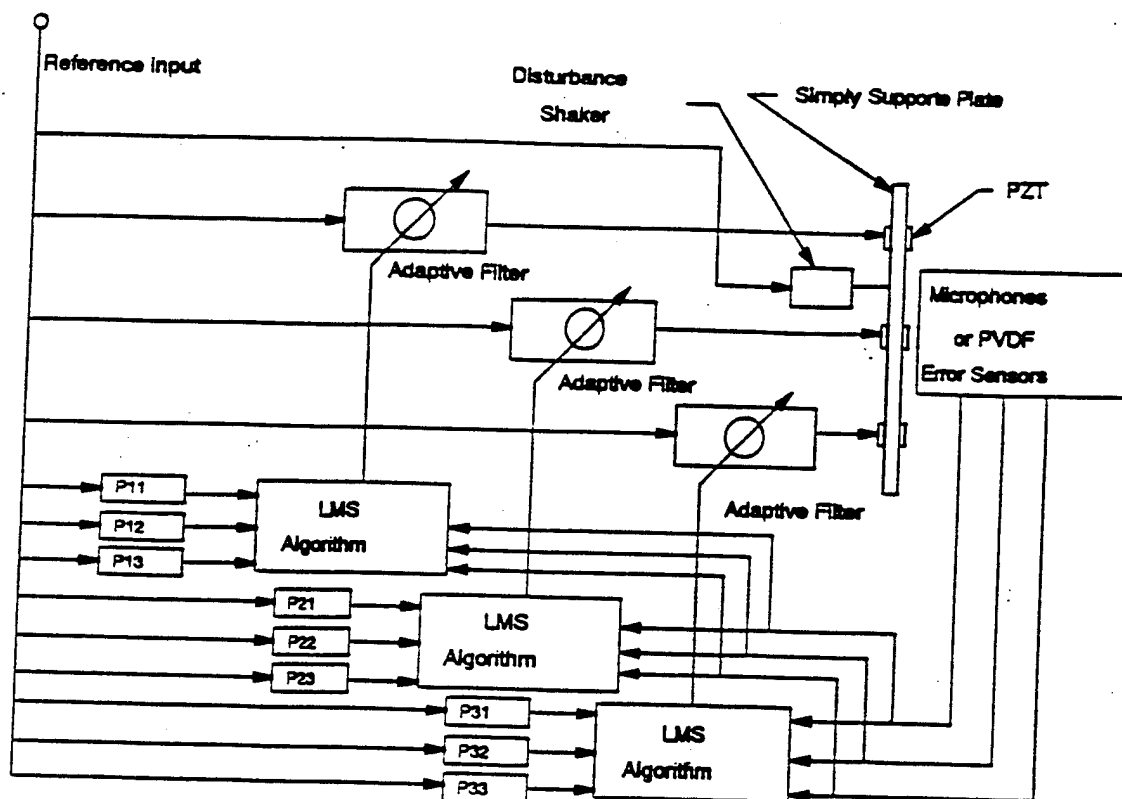 Reference input
Disturbance
Shaker
Simply Supporte Plate
PZT
Adaptive Filter
Microphones
or PVDF
Error Sensors
Adaptive Filter
Adaptive Filter
P11
P12
P13
LMS
Algorithm
P21
P22
P23
LMS
Algorithm
P31
P32
P33
LMS
Algorithm